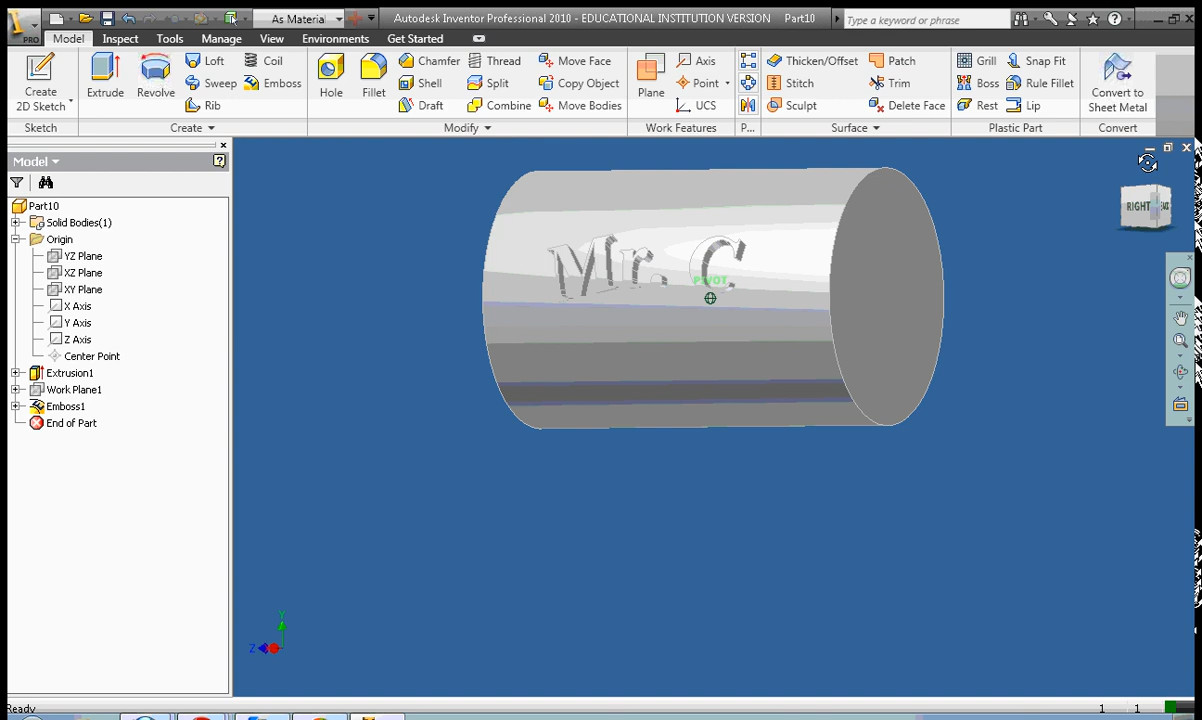 As Material
Autodesk Inventor Professional 2010 - EDUCATIONAL INSTITUTION VERSION Part10
Type a keyword or phrase
PRO
Model Inspect Tools Manage View Environments Get Started
Create 2D Sketch
Extrude
Revolve
Loft
Sweep
Rib
Coil
Emboss
Hole
Fillet
Chamfer
Shell
Draft
Thread
Split
Combine
Move Face
Copy Object
Move Bodies
Plane
Axis
Point
UCS
Thicken/Offset
Stitch
Sculpt
Patch
Trim
Delete Face
Grill
Boss
Rest
Snap Fit
Rule Fillet
Lip
Convert to Sheet Metal
Sketch Create Modify Work Features P... Surface Plastic Part Convert
Model
Part10
Solid Bodies(1)
Origin
YZ Plane
XZ Plane
XY Plane
X Axis
Y Axis
Z Axis
Center Point
Extrusion1
Work Plane1
Emboss1
End of Part
Mr. C
PIVOT
RIGHT
Y
Z
Ready
1 1